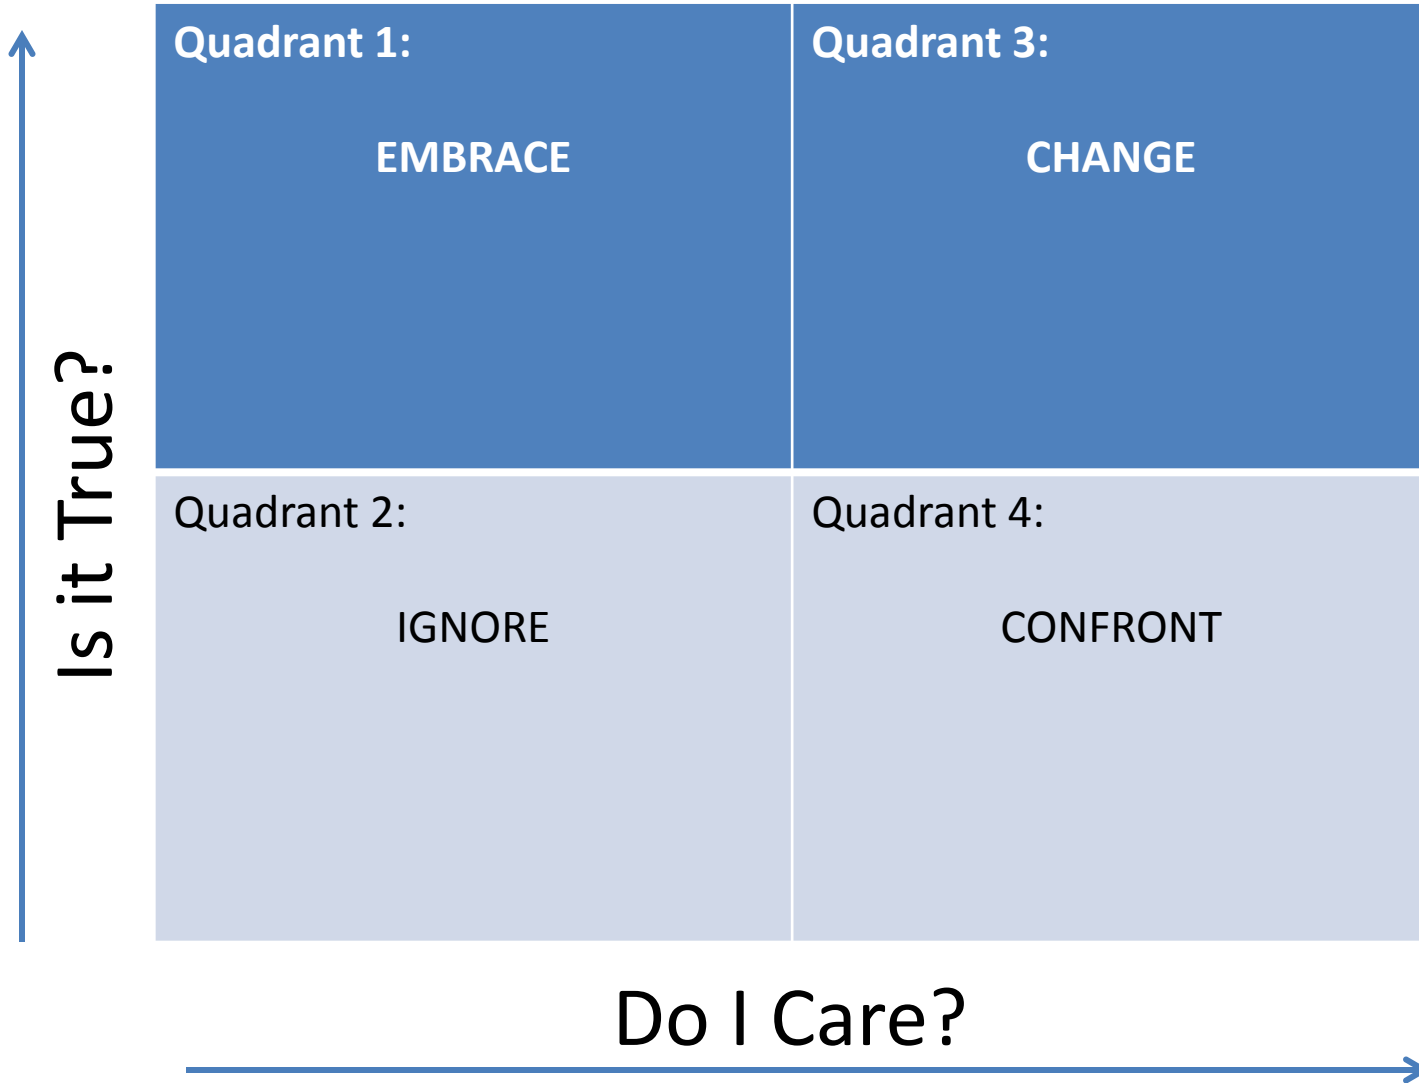 Quadrant 1:
EMBRACE
Quadrant 3:
CHANGE
Is it True?
Quadrant 2:
IGNORE
Quadrant 4:
CONFRONT
Do I Care?